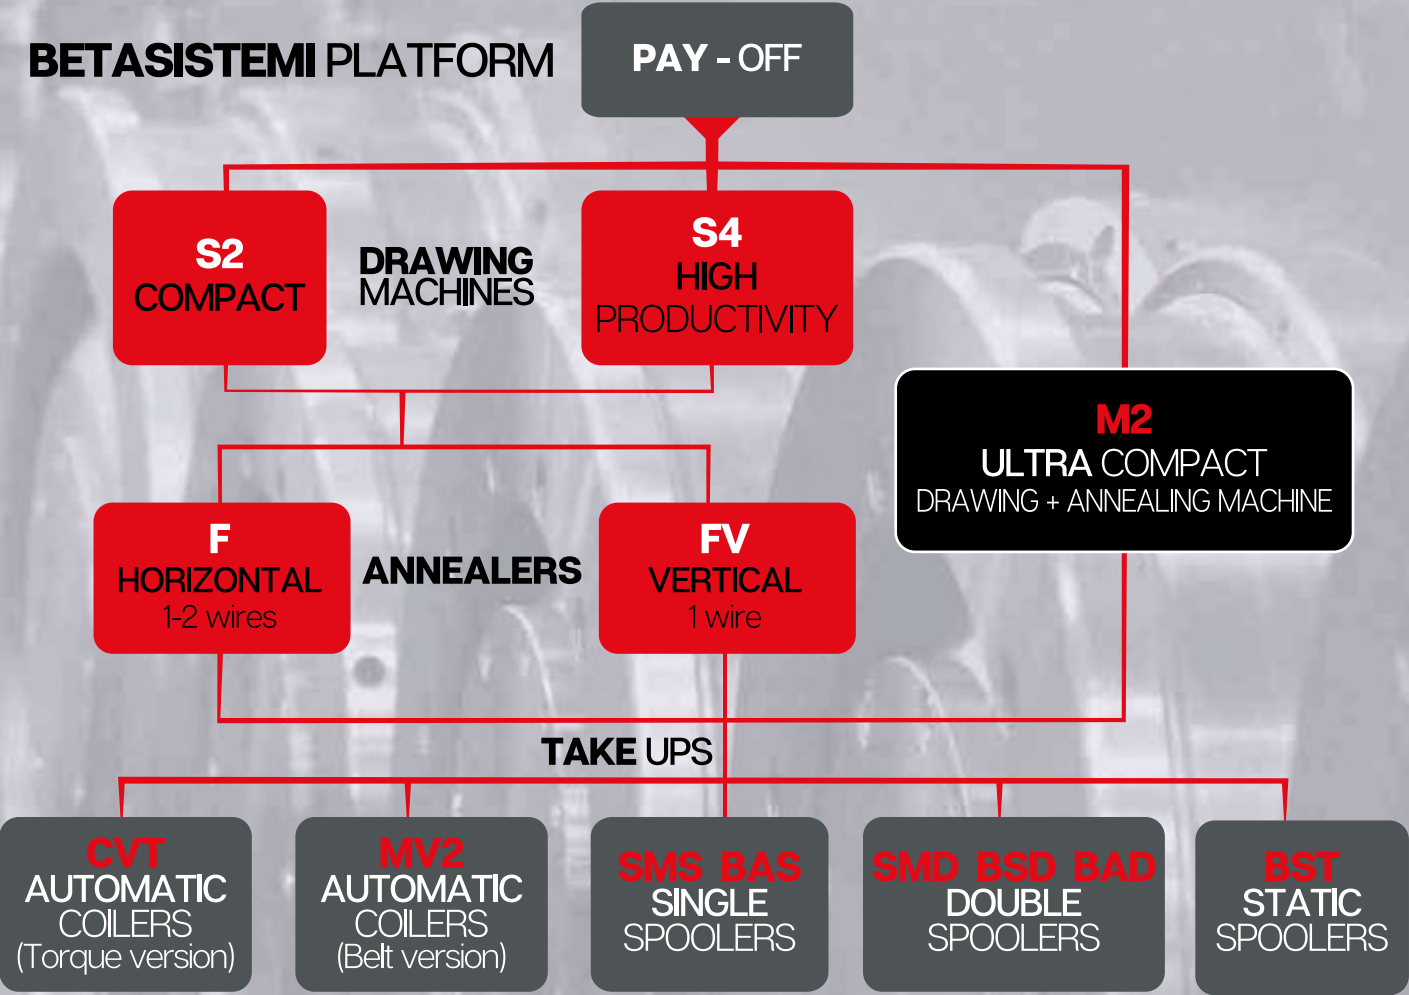 BETASISTEMI PLATFORM
PAY - OFF
S2
COMPACT
DRAWING
MACHINES
S4
HIGH
PRODUCTIVITY
M2
ULTRA COMPACT
DRAWING + ANNEALING MACHINE
F
HORIZONTAL
1-2 wires
ANNEALERS
FV
VERTICAL
1 wire
TAKE UPS
CVT
AUTOMATIC
COILERS
(Torque version)
MV2
AUTOMATIC
COILERS
(Belt version)
SMS BAS
SINGLE
SPOOLERS
SMD BSD BAD
DOUBLE
SPOOLERS
BST
STATIC
SPOOLERS